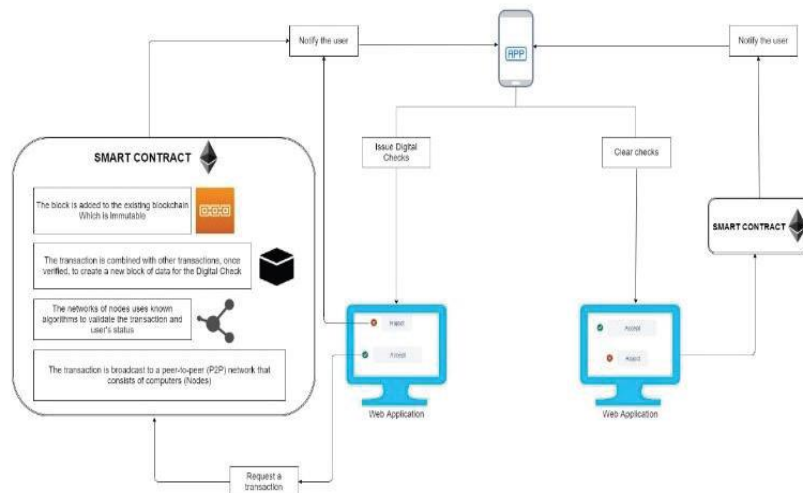 Notify the user
APP
Notify the user
Issue Digital
Checks
Clear checks
SMART CONTRACT
The block is added to the existing blockchain
Which is immutable
The transaction is combined with other transactions, once
verified, to create a new block of data for the Digital Check
The networks of nodes uses known
algorithms to validate the transaction and
user's status
The transaction is broadcast to a peer-to-peer (P2P) network that
consists of computers (Nodes)
Reject
Accept
Web Application
Accept
Reject
Web Application
SMART CONTRACT
Request a
transaction